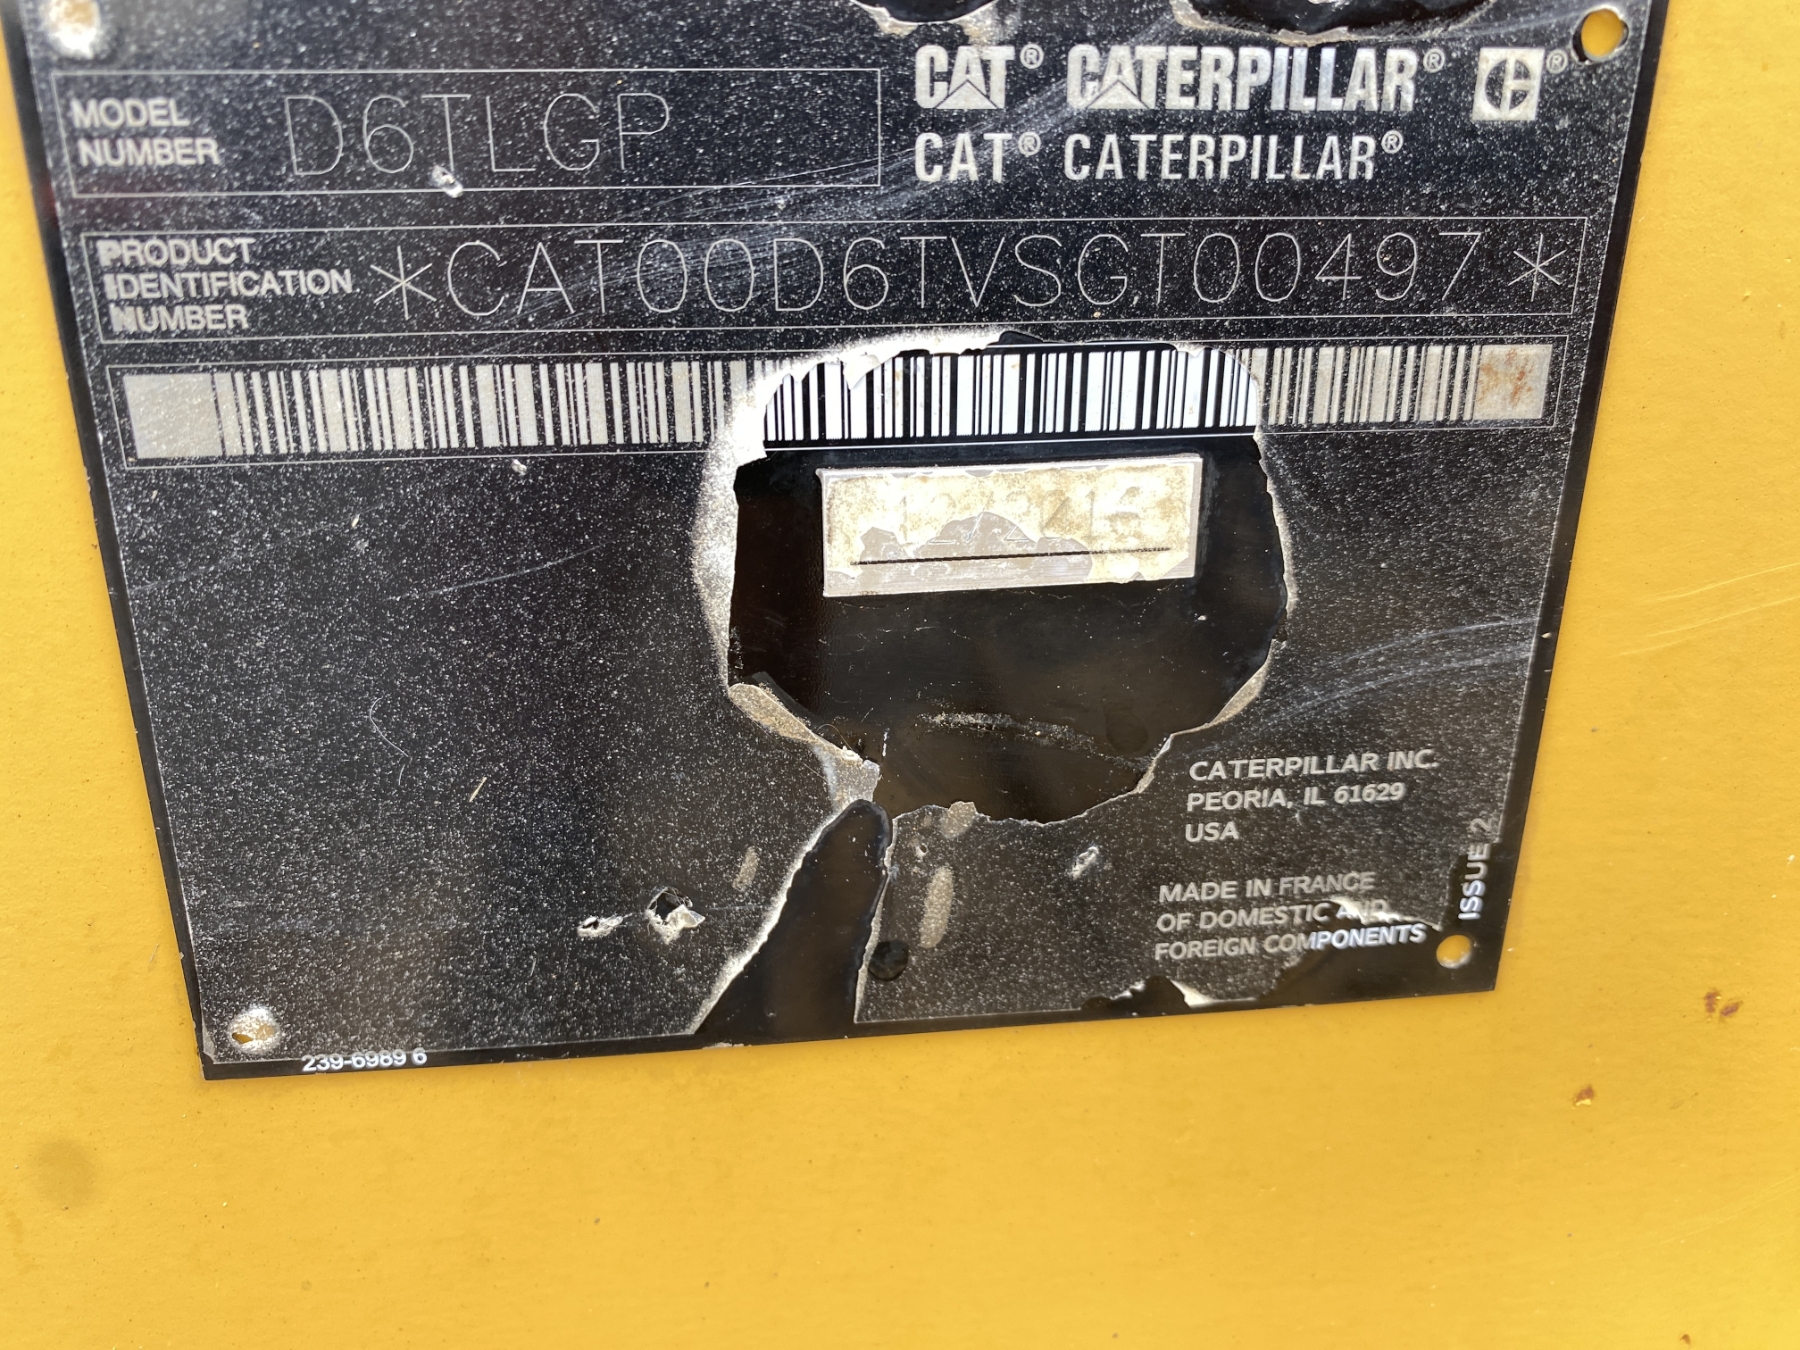 MODEL NUMBER D6TLGP
CAT® CATERPILLAR® ®
CAT® CATERPILLAR®
PRODUCT IDENTIFICATION NUMBER *CAT00D6TVSGT00497*
CATERPILLAR INC.
PEORIA, IL 61629
USA
MADE IN FRANCE
OF DOMESTIC AND
FOREIGN COMPONENTS
ISSUE 2
239-6989 6